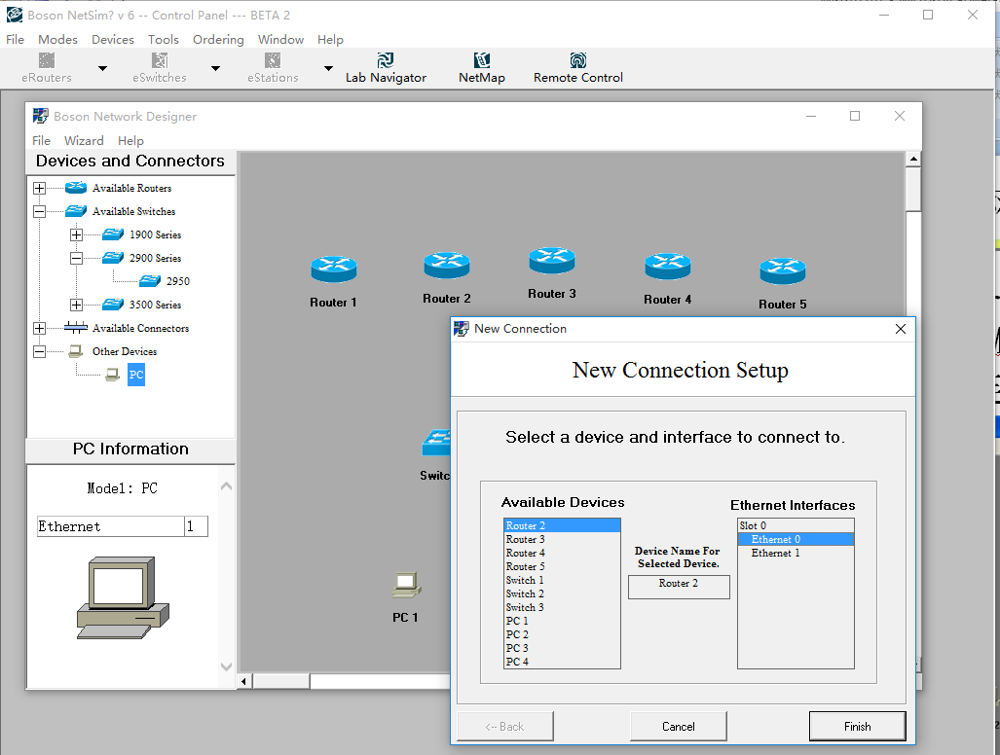 Boson NetSim? v 6 -- Control Panel --- BETA 2
File Modes Devices Tools Ordering Window Help
eRouters eSwitches eStations Lab Navigator NetMap Remote Control
Boson Network Designer
File Wizard Help
Devices and Connectors
Available Routers
Available Switches
1900 Series
2900 Series
2950
3500 Series
Available Connectors
Other Devices
PC
PC Information
Model: PC
Ethernet 1
Router 1
Router 2
Router 3
Router 4
Router 5
Switc
PC 1
New Connection
New Connection Setup
Select a device and interface to connect to.
Available Devices
Router 2
Router 3
Router 4
Router 5
Switch 1
Switch 2
Switch 3
PC 1
PC 2
PC 3
PC 4
Device Name For
Selected Device.
Router 2
Ethernet Interfaces
Slot 0
Ethernet 0
Ethernet 1
<-- Back Cancel Finish